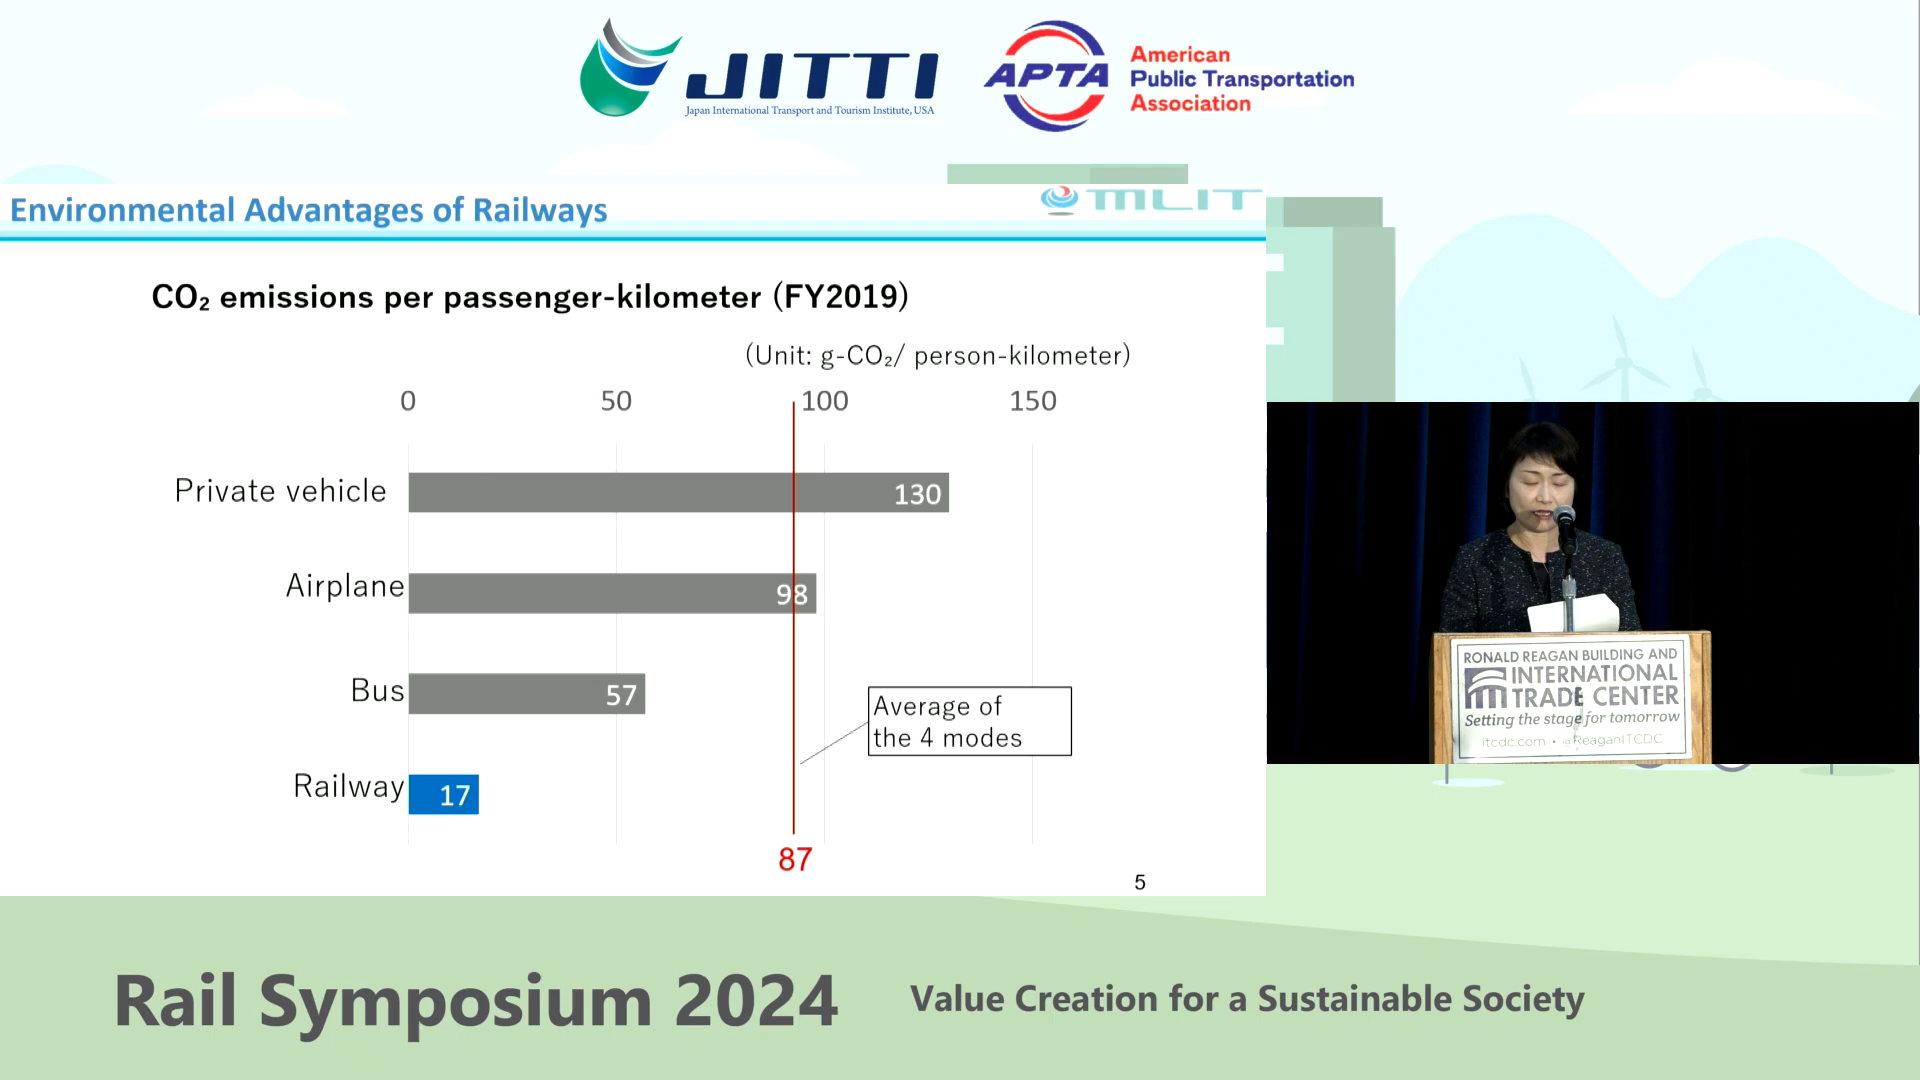 JITTI
Japan International Transport and Tourism Institute, USA
APTA
American
Public Transportation
Association
Environmental Advantages of Railways
MLIT
CO₂ emissions per passenger-kilometer (FY2019)
(Unit: g-CO₂/ person-kilometer)
0 50 100 150
Private vehicle 130
Airplane 98
Bus 57
Average of
the 4 modes
Railway 17
87
5
RONALD REAGAN BUILDING AND
INTERNATIONAL
TRADE CENTER
Setting the stage for tomorrow
itcdc.com • @ReaganITCDC
Rail Symposium 2024
Value Creation for a Sustainable Society